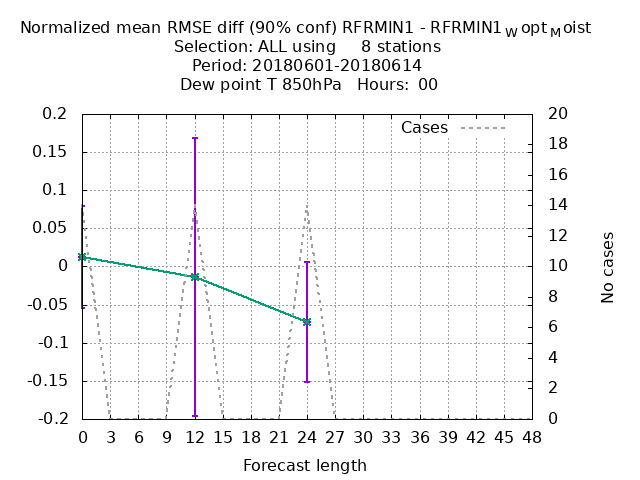 Normalized mean RMSE diff (90% conf) RFRMIN1 - RFRMIN1WoptMoist
Selection: ALL using 8 stations
Period: 20180601-20180614
Dew point T 850hPa Hours: 00
Cases
0.2
0.15
0.1
0.05
0
-0.05
-0.1
-0.15
-0.2
20
18
16
14
12
10
8
6
4
2
0
No cases
0 3 6 9 12 15 18 21 24 27 30 33 36 39 42 45 48
Forecast length